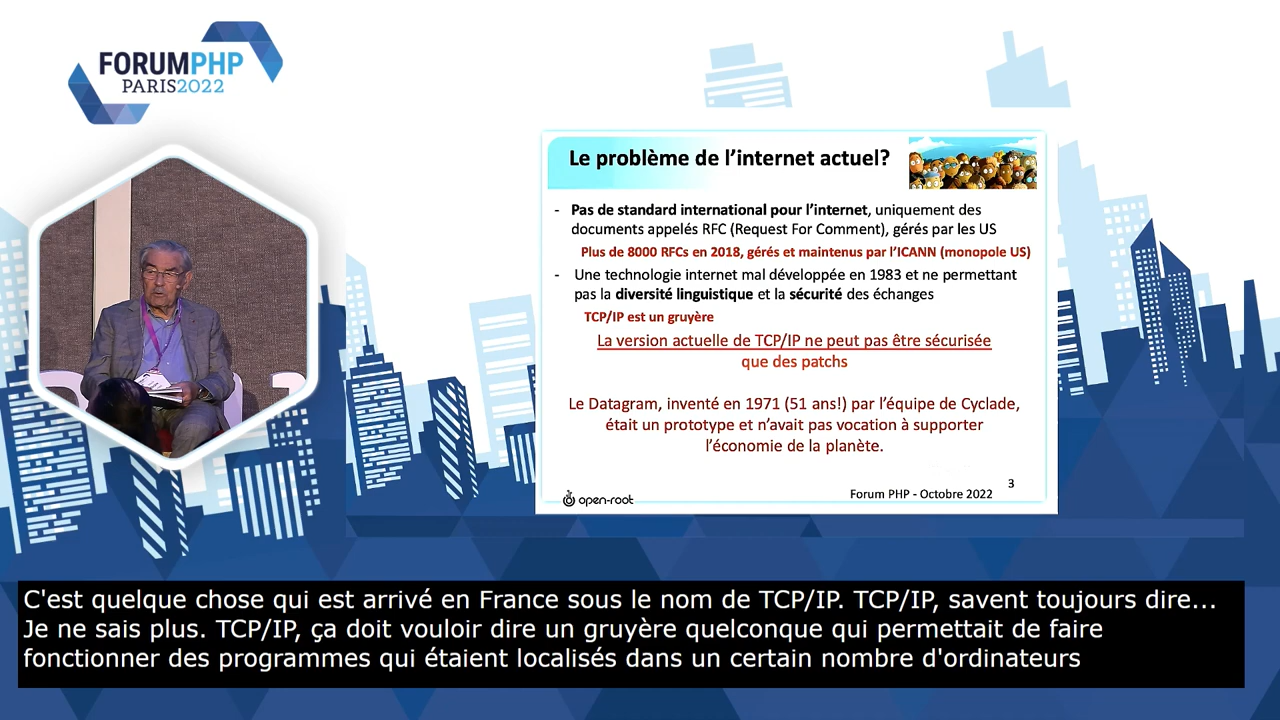 FORUMPHP
PARIS2022
Le problème de l’internet actuel?
- Pas de standard international pour l’internet, uniquement des
documents appelés RFC (Request For Comment), gérés par les US
Plus de 8000 RFCs en 2018, gérés et maintenus par l’ICANN (monopole US)
- Une technologie internet mal développée en 1983 et ne permettant
pas la diversité linguistique et la sécurité des échanges
TCP/IP est un gruyère
La version actuelle de TCP/IP ne peut pas être sécurisée
que des patchs
Le Datagram, inventé en 1971 (51 ans!) par l’équipe de Cyclade,
était un prototype et n’avait pas vocation à supporter
l’économie de la planète.
3
open-root
Forum PHP - Octobre 2022
C'est quelque chose qui est arrivé en France sous le nom de TCP/IP. TCP/IP, savent toujours dire...
Je ne sais plus. TCP/IP, ça doit vouloir dire un gruyère quelconque qui permettait de faire
fonctionner des programmes qui étaient localisés dans un certain nombre d'ordinateurs